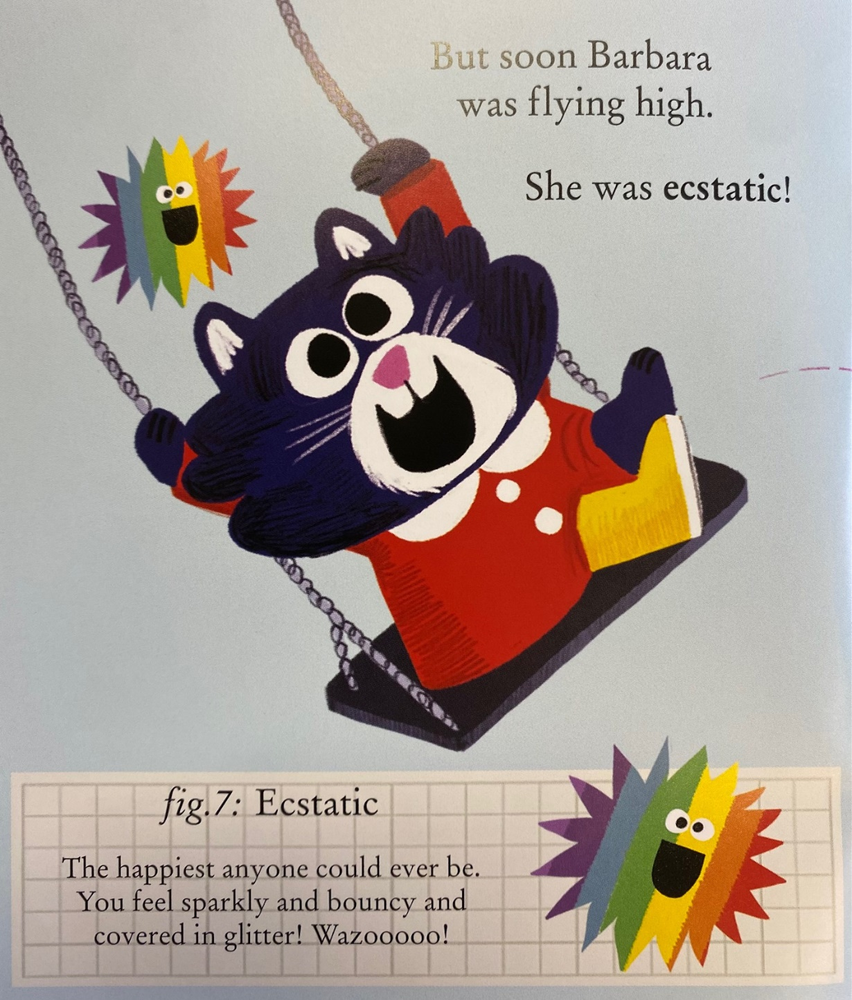 But soon Barbara
was flying high.
She was ecstatic!
fig.7: Ecstatic
The happiest anyone could ever be.
You feel sparkly and bouncy and
covered in glitter! Wazooooo!